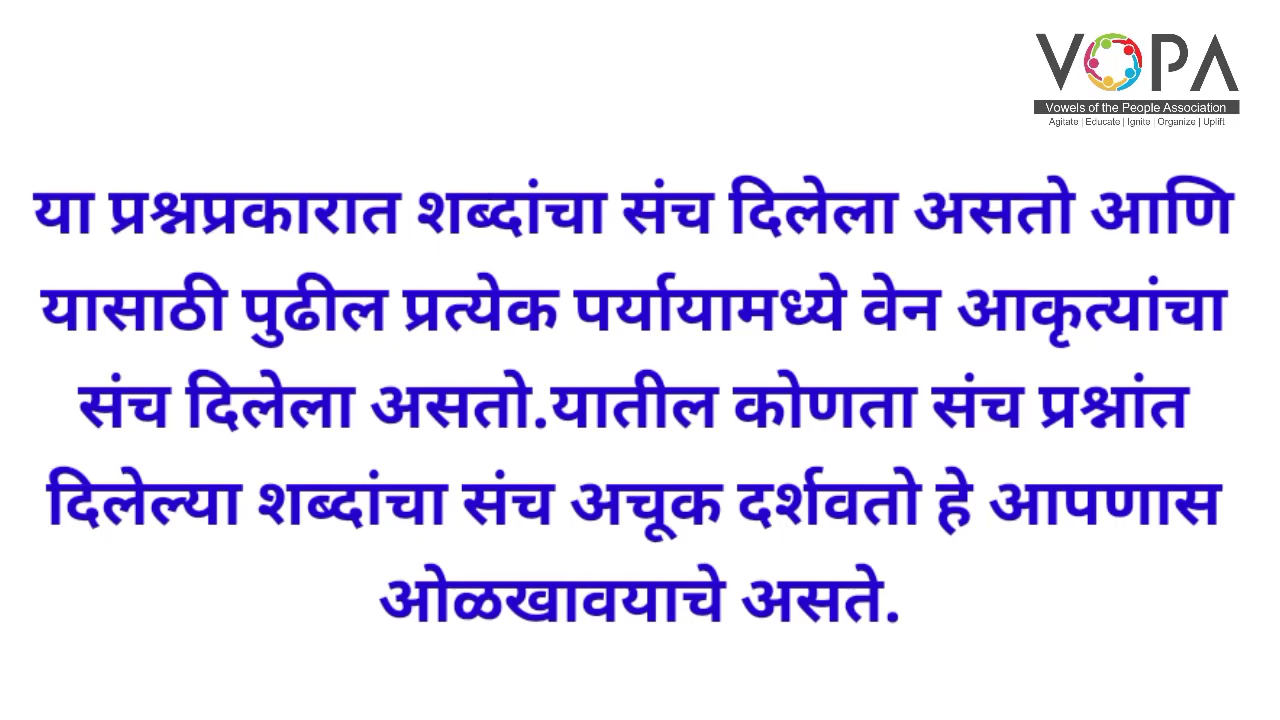 VOPA
Vowels of the People Association
Agitate | Educate | Ignite | Organize | Uplift
या प्रश्नप्रकारात शब्दांचा संच दिलेला असतो आणि
यासाठी पुढील प्रत्येक पर्यायामध्ये वेन आकृत्यांचा
संच दिलेला असतो.यातील कोणता संच प्रश्नांत
दिलेल्या शब्दांचा संच अचूक दर्शवतो हे आपणास
ओळखावयाचे असते.